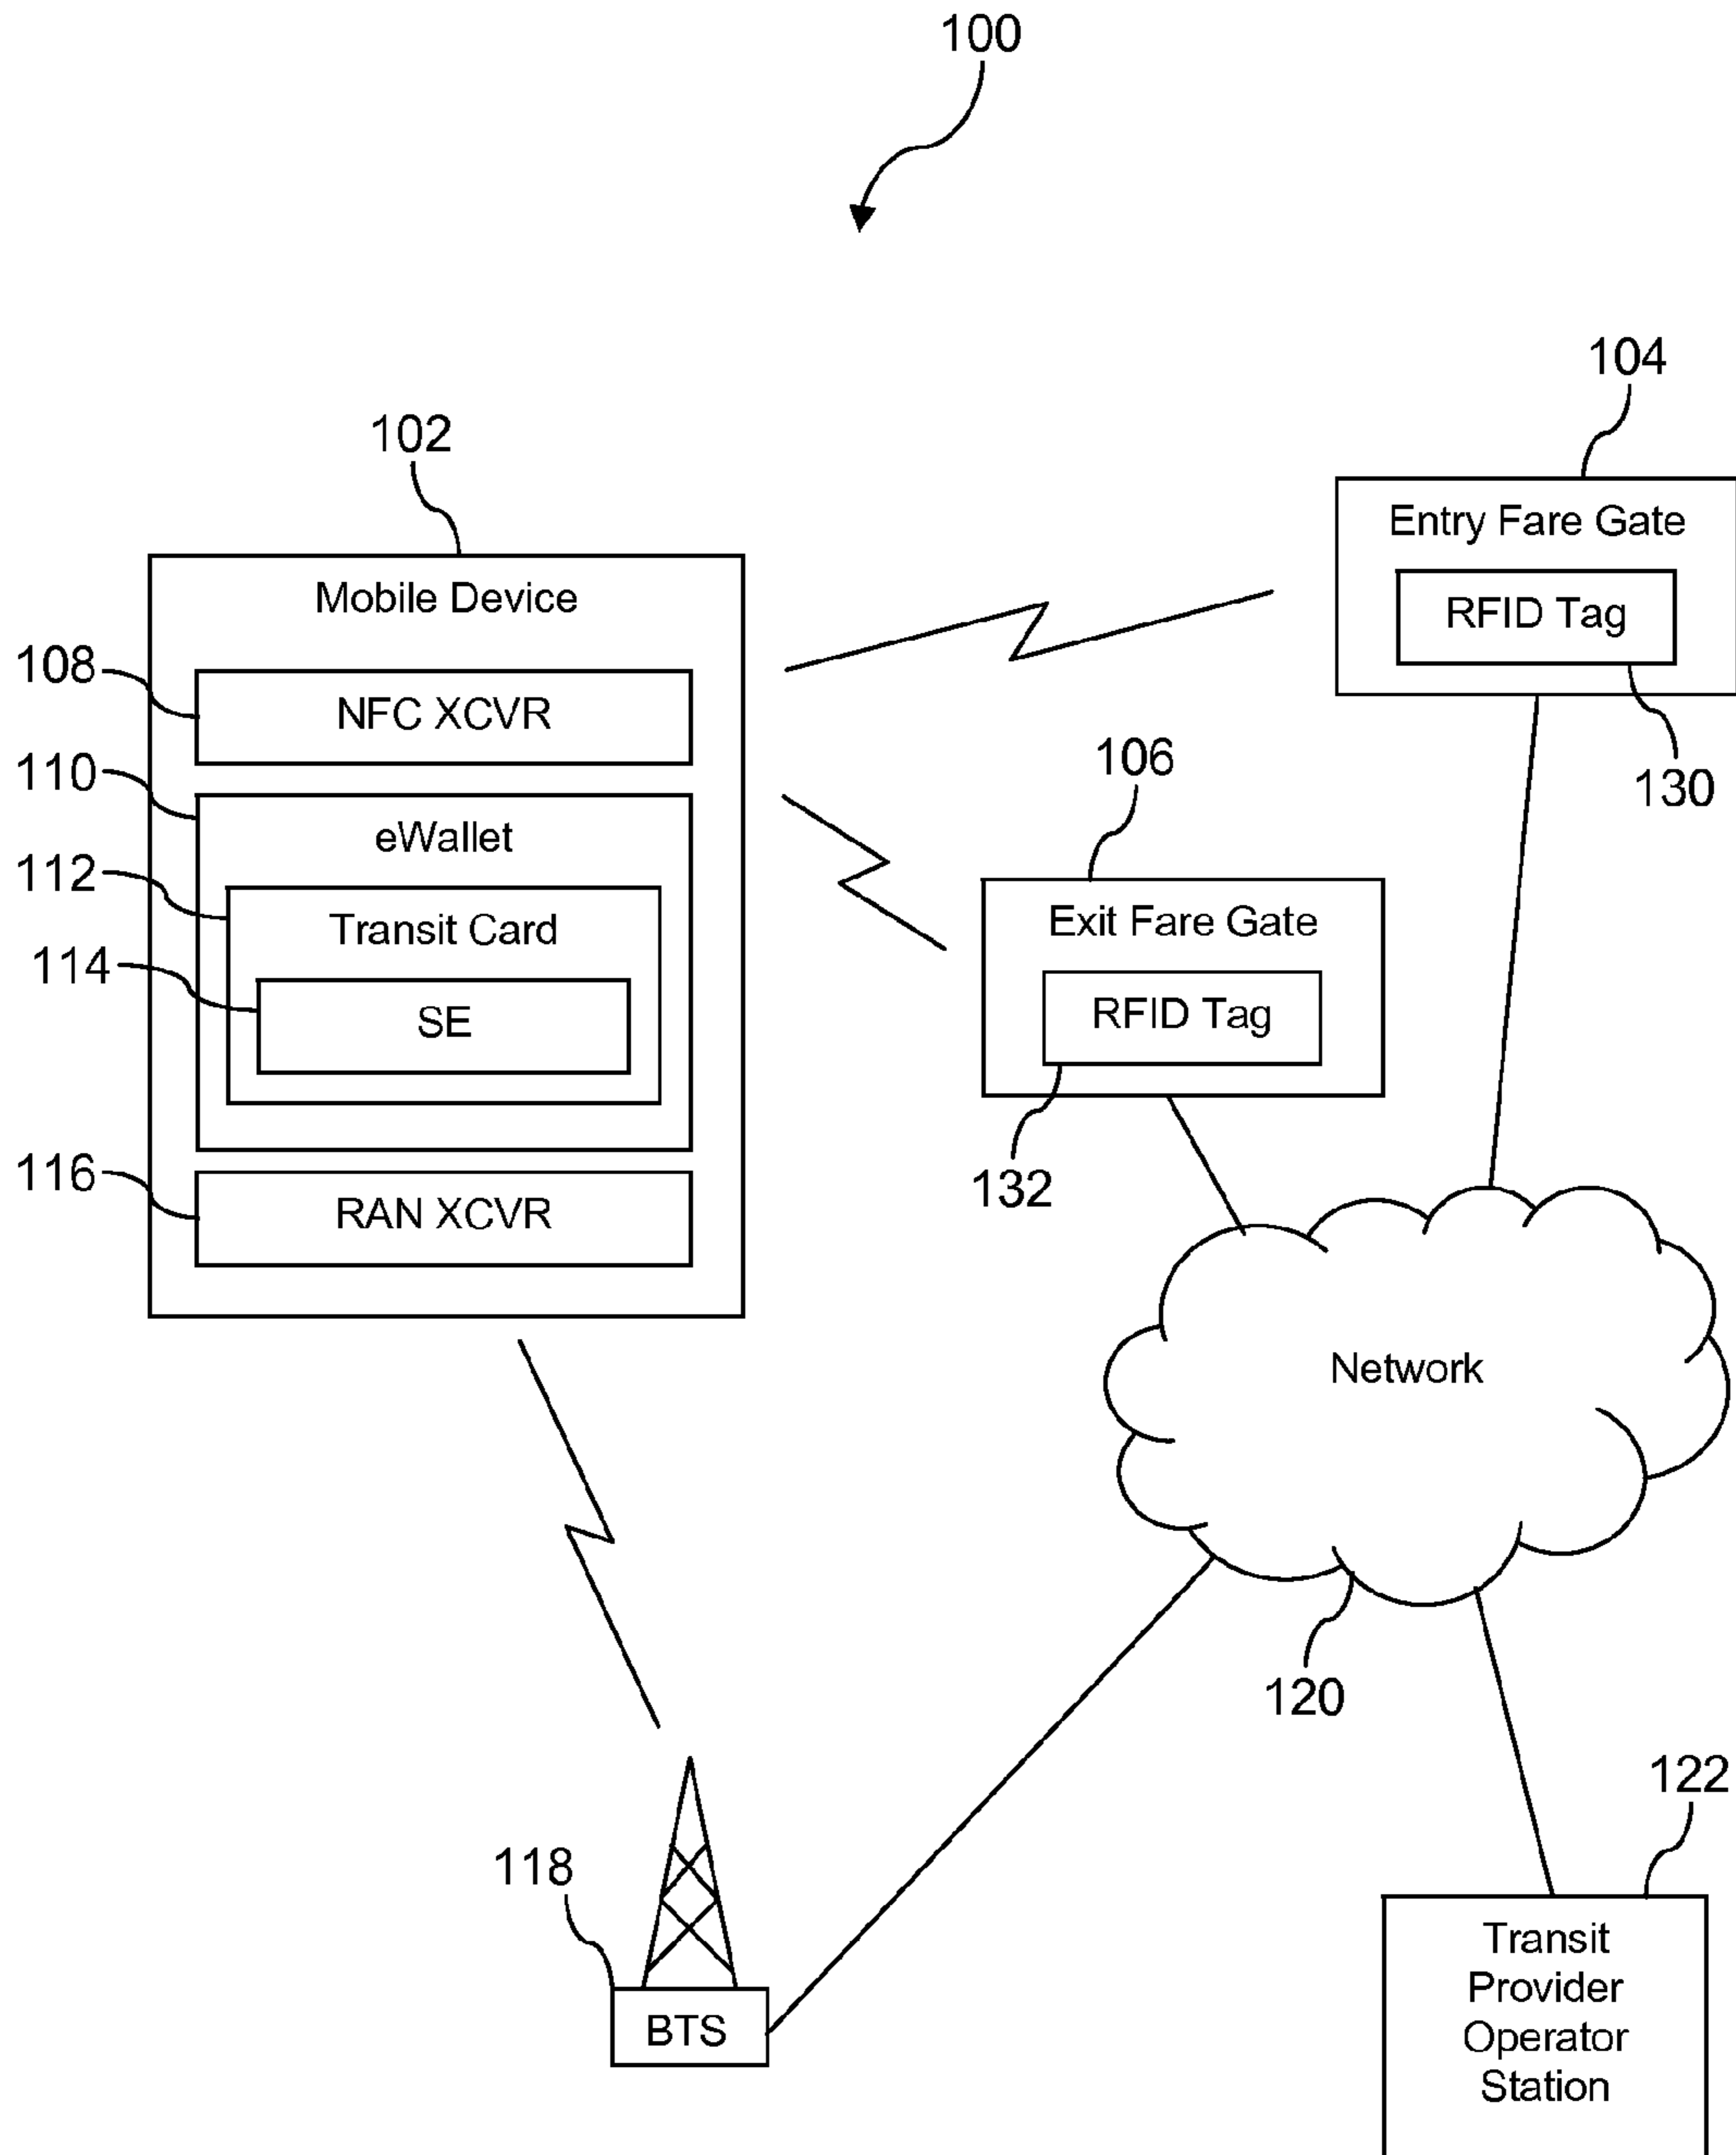 100
104
102
Entry Fare Gate
Mobile Device
RFID Tag
108
NFC XCVR
106
130
110
eWallet
112
Transit Card
Exit Fare Gate
114
SE
RFID Tag
116
RAN XCVR
132
Network
120
122
118
Transit
Provider
Operator
Station
BTS